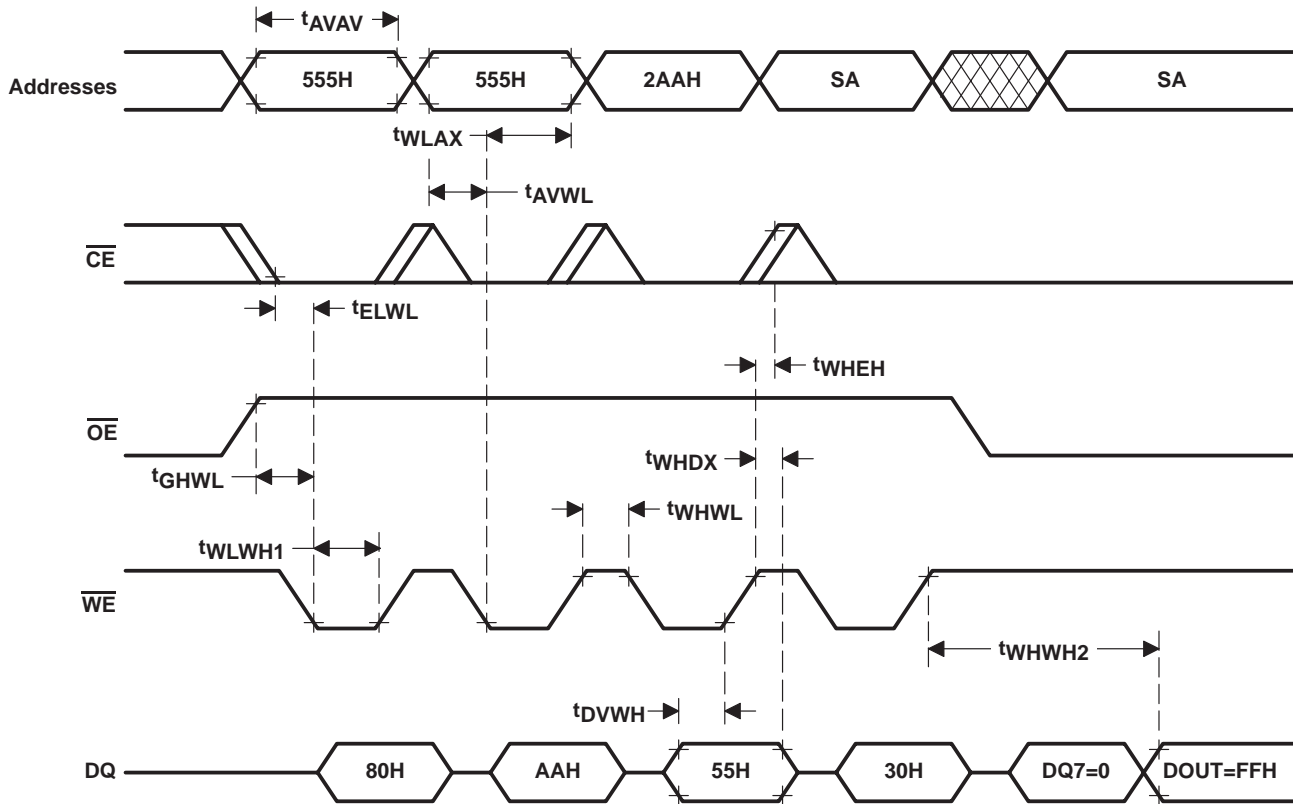 tAVAV
Addresses 555H 555H 2AAH SA SA
tWLAX
tAVWL
CE
tELWL
tWHEH
OE
tWHDX
tGHWL
tWHWL
tWLWH1
WE
tWHWH2
tDVWH
DQ 80H AAH 55H 30H DQ7=0 DOUT=FFH